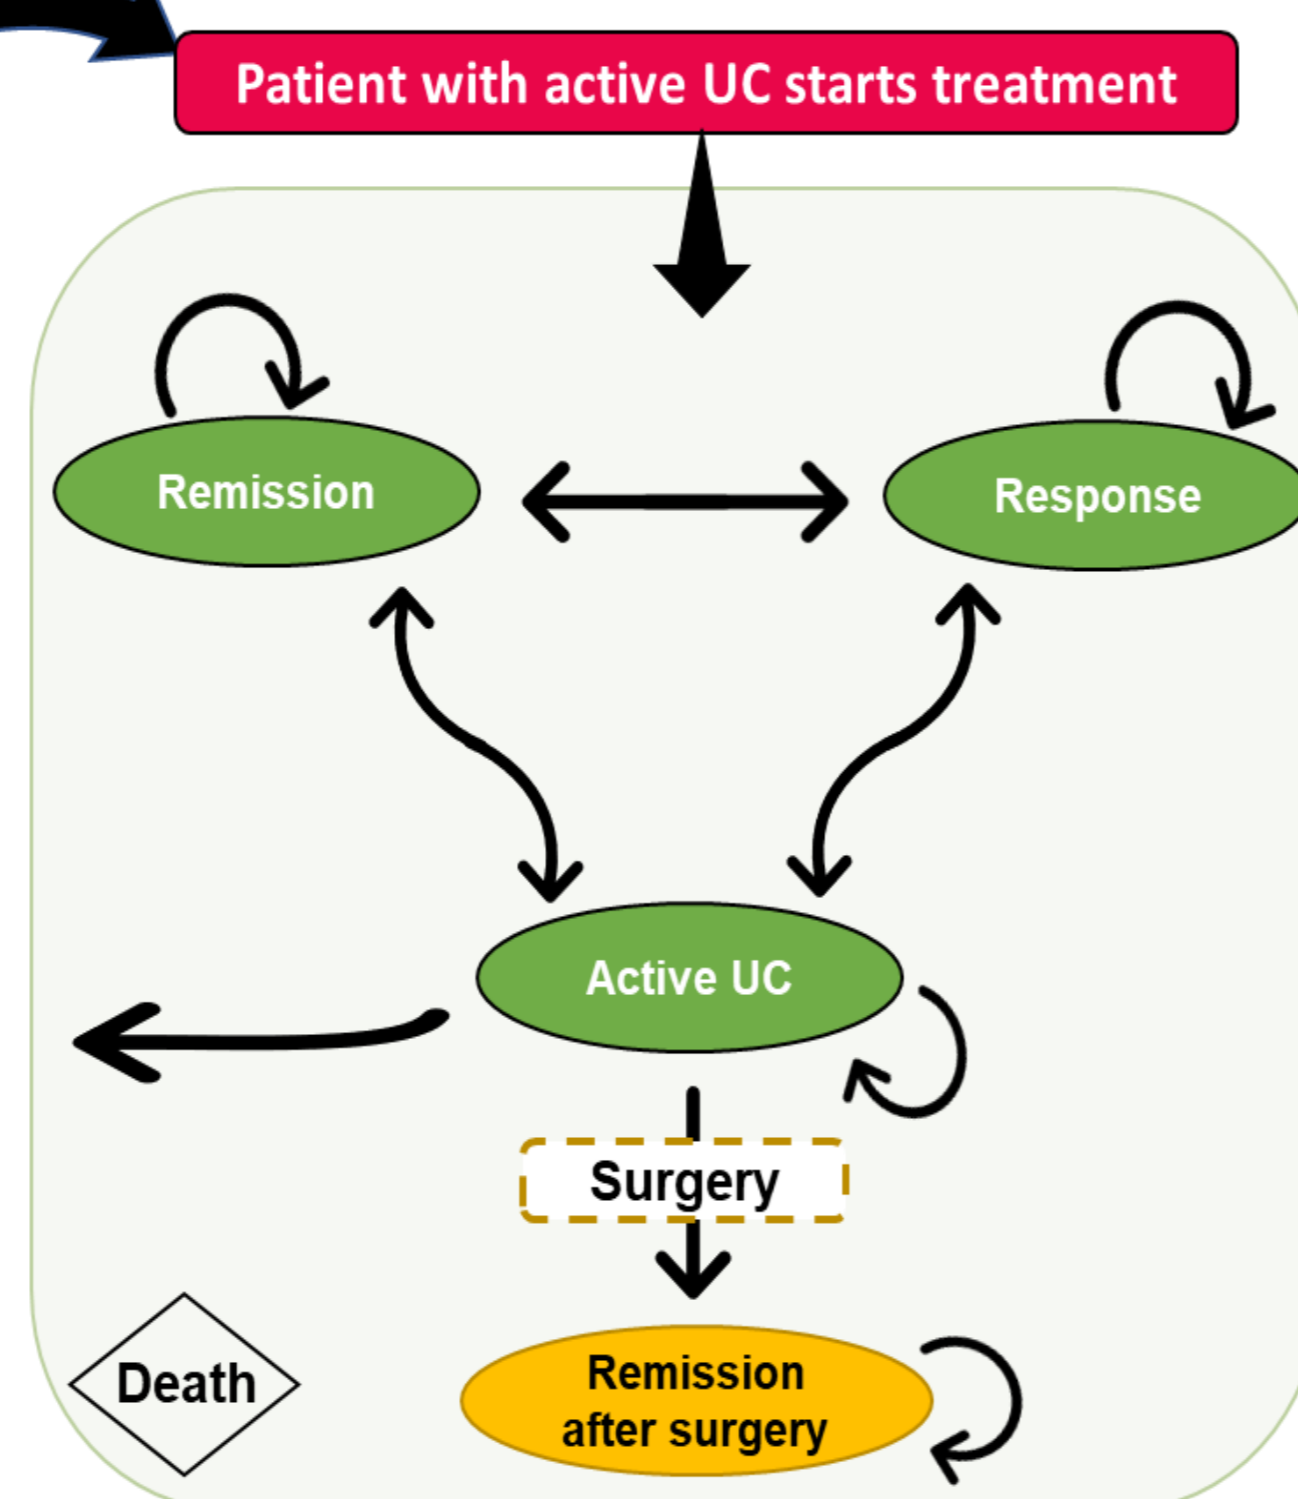 Patient with active UC starts treatment
Remission
Response
Active UC
Surgery
Remission
after surgery
Death